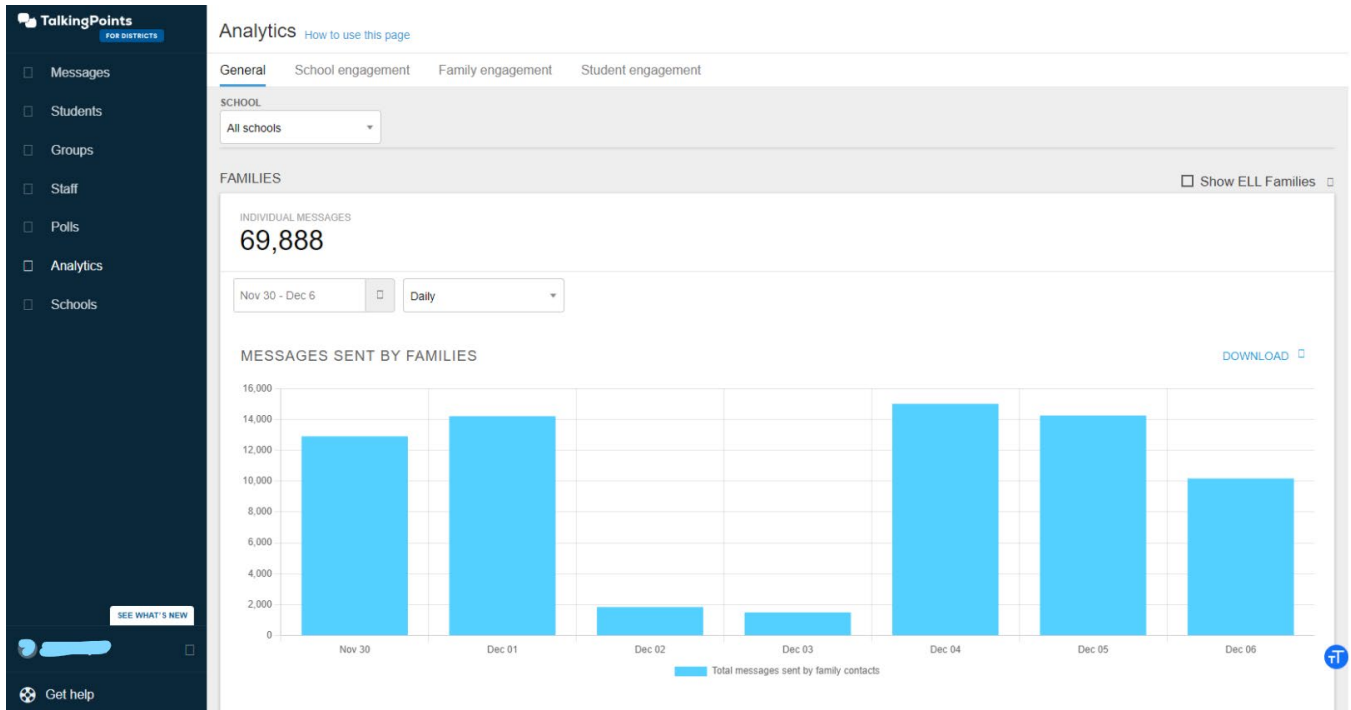 TalkingPoints
FOR DISTRICTS
Messages
Students
Groups
Staff
Polls
Analytics
Schools
SEE WHAT'S NEW
Get help
Analytics How to use this page
General School engagement Family engagement Student engagement
SCHOOL
All schools
FAMILIES
Show ELL Families
INDIVIDUAL MESSAGES
69,888
Nov 30 - Dec 6 Daily
MESSAGES SENT BY FAMILIES
DOWNLOAD
16,000
14,000
12,000
10,000
8,000
6,000
4,000
2,000
0
Nov 30 Dec 01 Dec 02 Dec 03 Dec 04 Dec 05 Dec 06
Total messages sent by family contacts
TT